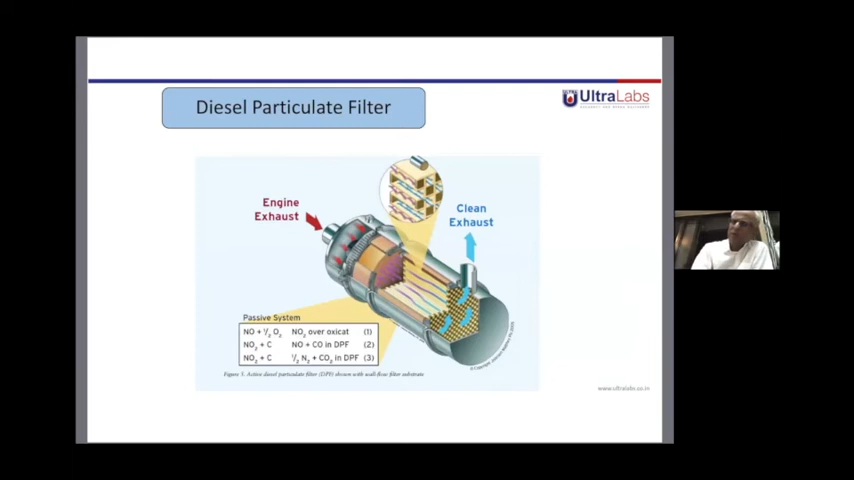 Diesel Particulate Filter
UltraLabs
Engine
Exhaust
Clean
Exhaust
Passive System
NO + 1/2 O2 NO2 over oxicat (1)
NO2 + C NO + CO in DPF (2)
NO2 + C 1/2 N2 + CO2 in DPF (3)
Figure 5. Active diesel particulate filter (DPF) shown with wall-flow filter substrate
www.ultralabs.co.in